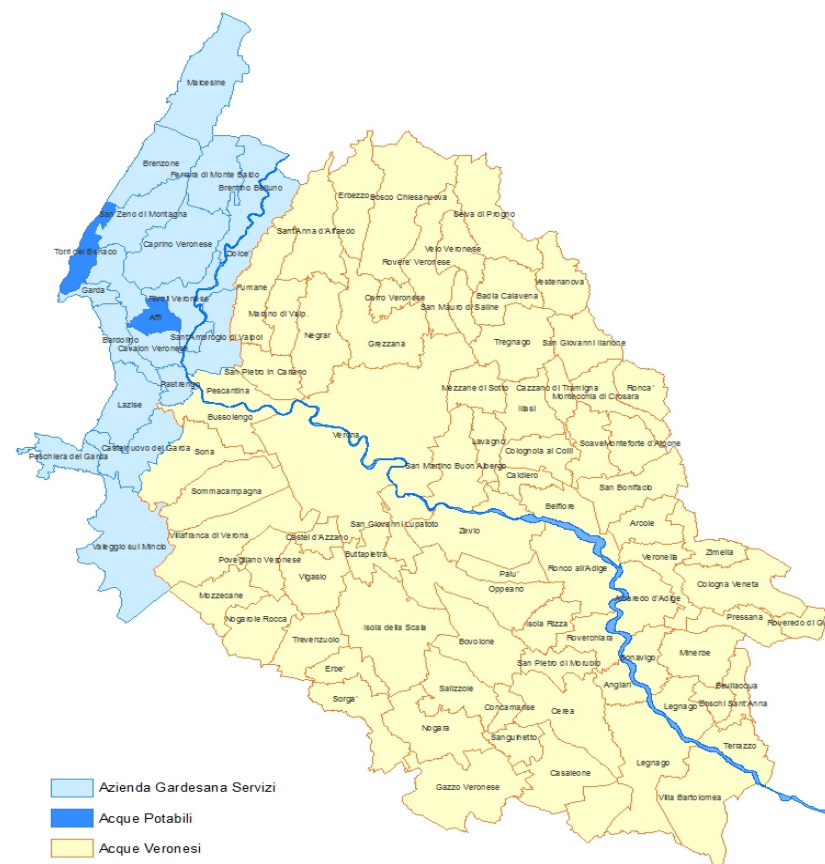 Malcesine
Brenzone
Ferrara di Monte Baldo
Brentino Belluno
San Zeno di Montagna
Caprino Veronese
Torri del Benaco
Dolce'
Garda
Rivoli Veronese
Affi
Bardolino
Cavaion Veronese
Sant'Ambrogio di Valpol
Pastrengo
Lazise
Castelnuovo del Garda
Peschiera del Garda
Valeggio sul Mincio
Erbezzo
Bosco Chiesanuova
Selva di Progno
Sant'Anna d'Alfaedo
Velo Veronese
Rovere' Veronese
Vestenanova
Fumane
Cerro Veronese
Badia Calavena
San Mauro di Saline
Marano di Valp.
Negrar
Grezzana
Tregnago
San Giovanni Ilarione
San Pietro in Cariano
Pescantina
Mezzane di Sotto
Cazzano di Tramigna
Ronca'
Montecchia di Crosara
Illasi
Bussolengo
Verona
Lavagno
Soave
Monteforte d'Alpone
Sona
Colognola ai Colli
San Martino Buon Albergo
Caldiero
Sommacampagna
San Bonifacio
Belfiore
Arcole
San Giovanni Lupatoto
Zevio
Villafranca di Verona
Castel d'Azzano
Buttapietra
Povegliano Veronese
Vigasio
Veronella
Zimella
Ronco all'Adige
Palu'
Oppeano
Cologna Veneta
Mozzecane
Albaredo d'Adige
Nogarole Rocca
Isola della Scala
Isola Rizza
Pressana
Roveredo di G
Trevenzuolo
Bovolone
Roverchiara
Minerbe
Erbe'
San Pietro di Morubio
Bonavigo
Sorga'
Salizzole
Angiari
Bevilacqua
Boschi Sant'Anna
Legnago
Concamarise
Cerea
Nogara
Sanguinetto
Terrazzo
Legnago
Casaleone
Gazzo Veronese
Villa Bartolomea
Azienda Gardesana Servizi
Acque Potabili
Acque Veronesi